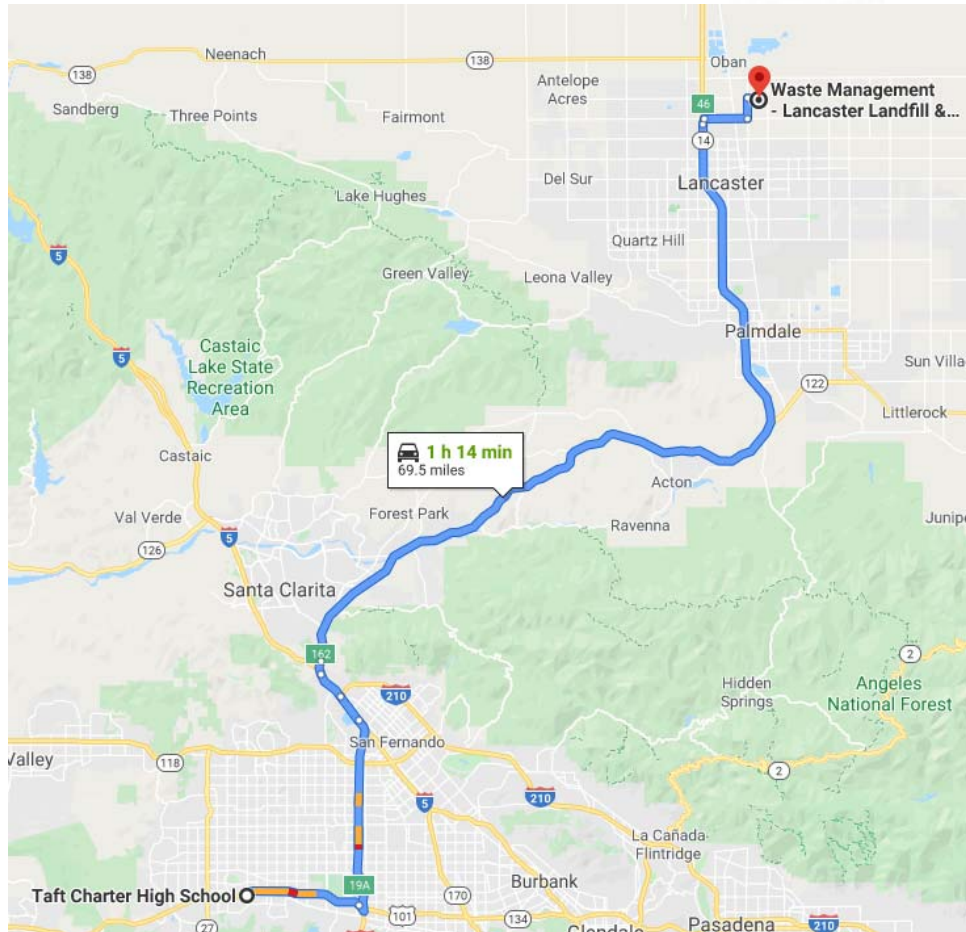 Neenach
138
138
Oban
Antelope
Acres
Waste Management
- Lancaster Landfill &...
Sandberg
Three Points
Fairmont
46
14
Del Sur
Lancaster
Lake Hughes
Quartz Hill
5
Green Valley
Leona Valley
Palmdale
Castaic
Lake State
Recreation
Area
5
Sun Villa
122
Littlerock
1 h 14 min
69.5 miles
Castaic
Acton
Forest Park
Val Verde
Ravenna
Junipe
126
5
Santa Clarita
162
2
210
Hidden
Springs
Angeles
National Forest
San Fernando
Valley
118
2
5
210
La Cañada
Flintridge
Taft Charter High School
19A
Burbank
170
27
101
134
Glendale
Pasadena
210